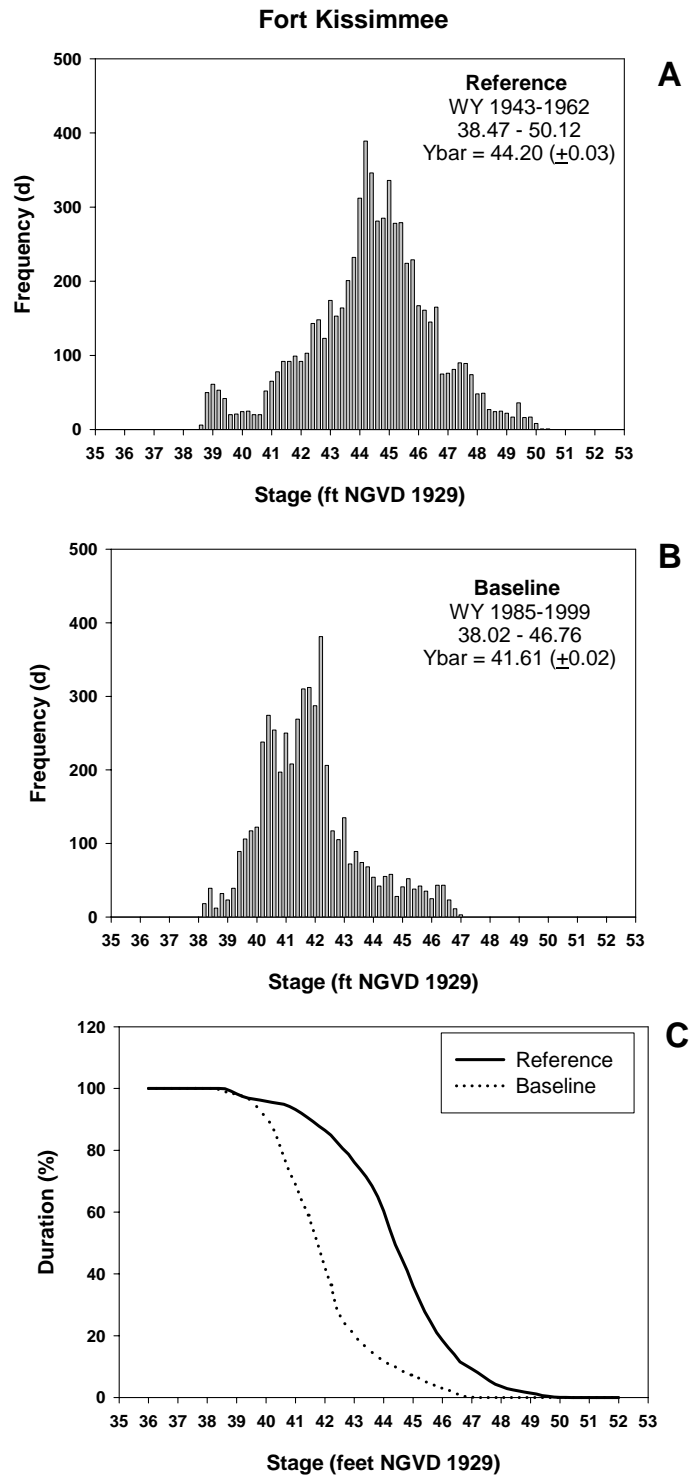 Fort Kissimmee
A
Reference
WY 1943-1962
38.47 - 50.12
Ybar = 44.20 (±0.03)
Frequency (d)
500
400
300
200
100
0
35 36 37 38 39 40 41 42 43 44 45 46 47 48 49 50 51 52 53
Stage (ft NGVD 1929)
B
Baseline
WY 1985-1999
38.02 - 46.76
Ybar = 41.61 (±0.02)
Frequency (d)
500
400
300
200
100
0
35 36 37 38 39 40 41 42 43 44 45 46 47 48 49 50 51 52 53
Stage (ft NGVD 1929)
C
Reference
Baseline
Duration (%)
120
100
80
60
40
20
0
35 36 37 38 39 40 41 42 43 44 45 46 47 48 49 50 51 52 53
Stage (feet NGVD 1929)